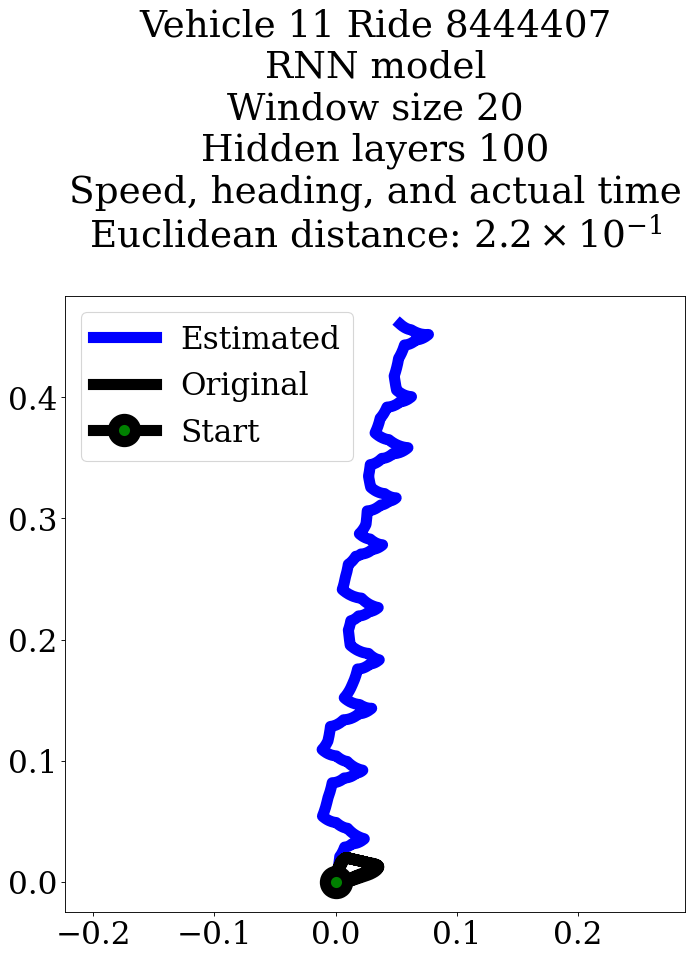 Vehicle 11 Ride 8444407
RNN model
Window size 20
Hidden layers 100
Speed, heading, and actual time
Euclidean distance: 2.2 × 10⁻¹
Estimated
Original
Start
0.4
0.3
0.2
0.1
0.0
−0.2 −0.1 0.0 0.1 0.2